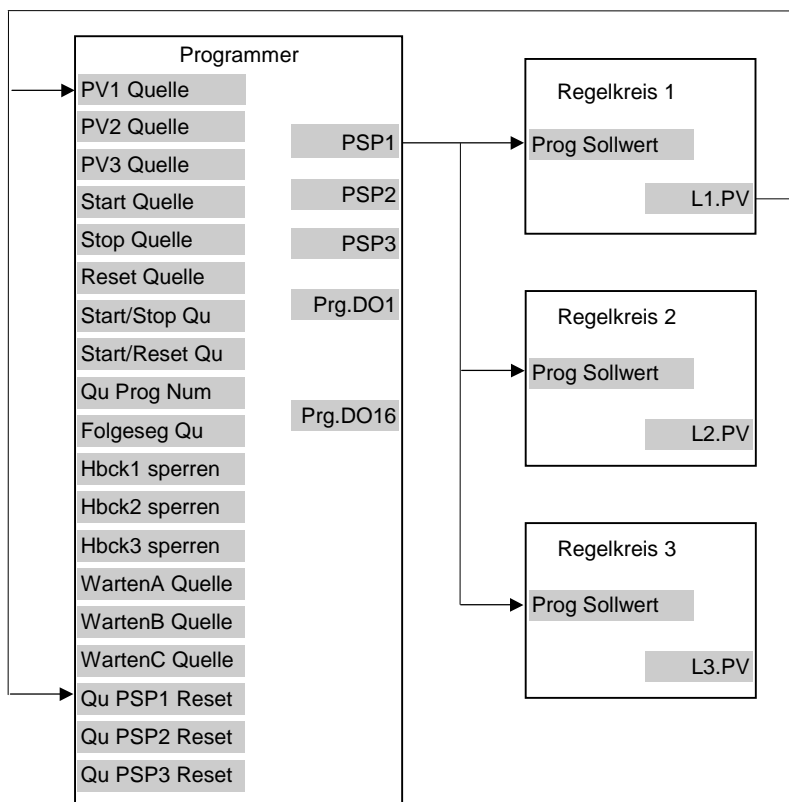 Programmer
PV1 Quelle
PV2 Quelle
PV3 Quelle
Start Quelle
Stop Quelle
Reset Quelle
Start/Stop Qu
Start/Reset Qu
Qu Prog Num
Folgeseg Qu
Hbck1 sperren
Hbck2 sperren
Hbck3 sperren
WartenA Quelle
WartenB Quelle
WartenC Quelle
Qu PSP1 Reset
Qu PSP2 Reset
Qu PSP3 Reset
PSP1
PSP2
PSP3
Prg.DO1
Prg.DO16
Regelkreis 1
Prog Sollwert
L1.PV
Regelkreis 2
Prog Sollwert
L2.PV
Regelkreis 3
Prog Sollwert
L3.PV